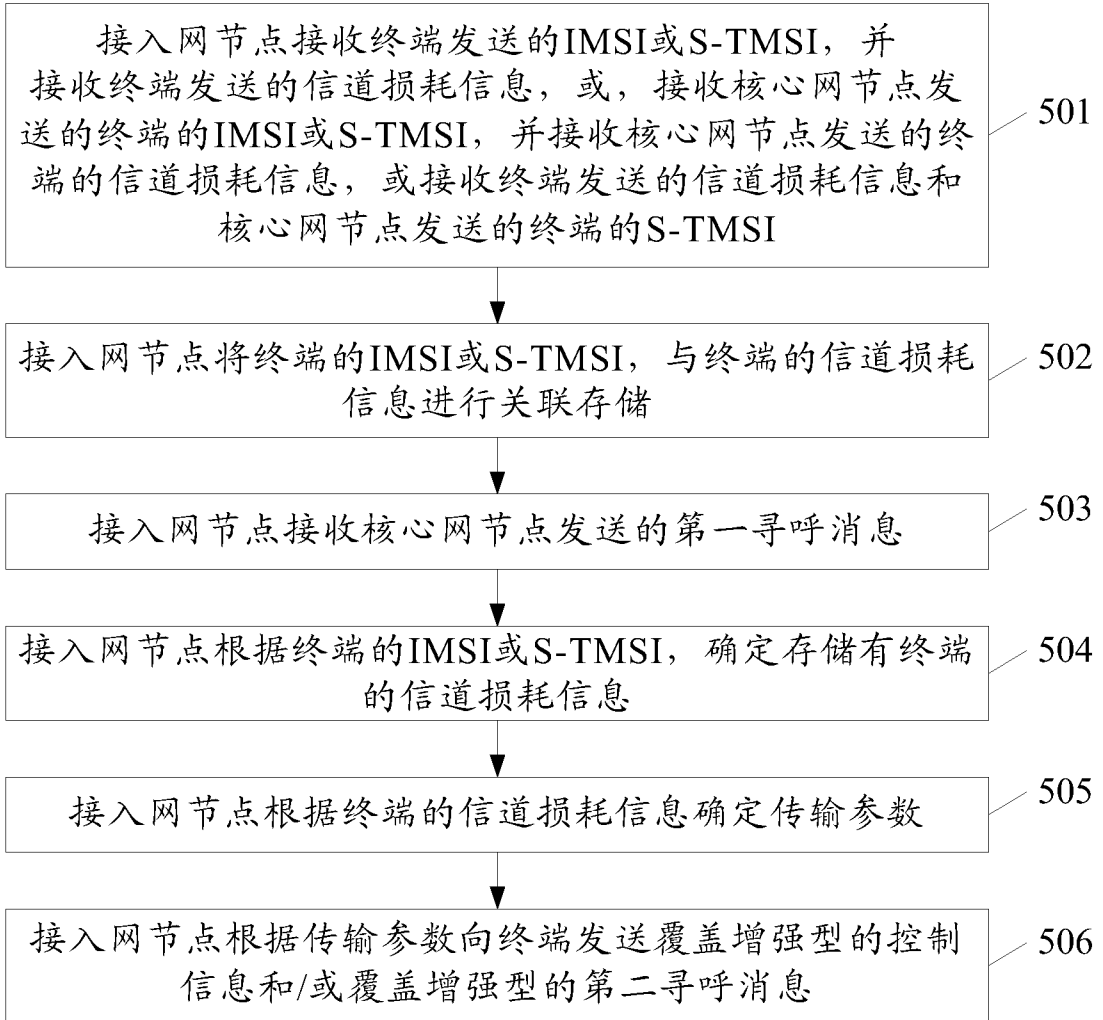 接入网节点接收终端发送的IMSI或S-TMSI，并
接收终端发送的信道损耗信息，或，接收核心网节点发
送的终端的IMSI或S-TMSI，并接收核心网节点发送的终
端的信道损耗信息，或接收终端发送的信道损耗信息和
核心网节点发送的终端的S-TMSI
501
接入网节点将终端的IMSI或S-TMSI，与终端的信道损耗
信息进行关联存储
502
接入网节点接收核心网节点发送的第一寻呼消息
503
接入网节点根据终端的IMSI或S-TMSI，确定存储有终端
的信道损耗信息
504
接入网节点根据终端的信道损耗信息确定传输参数
505
接入网节点根据传输参数向终端发送覆盖增强型的控制
信息和/或覆盖增强型的第二寻呼消息
506